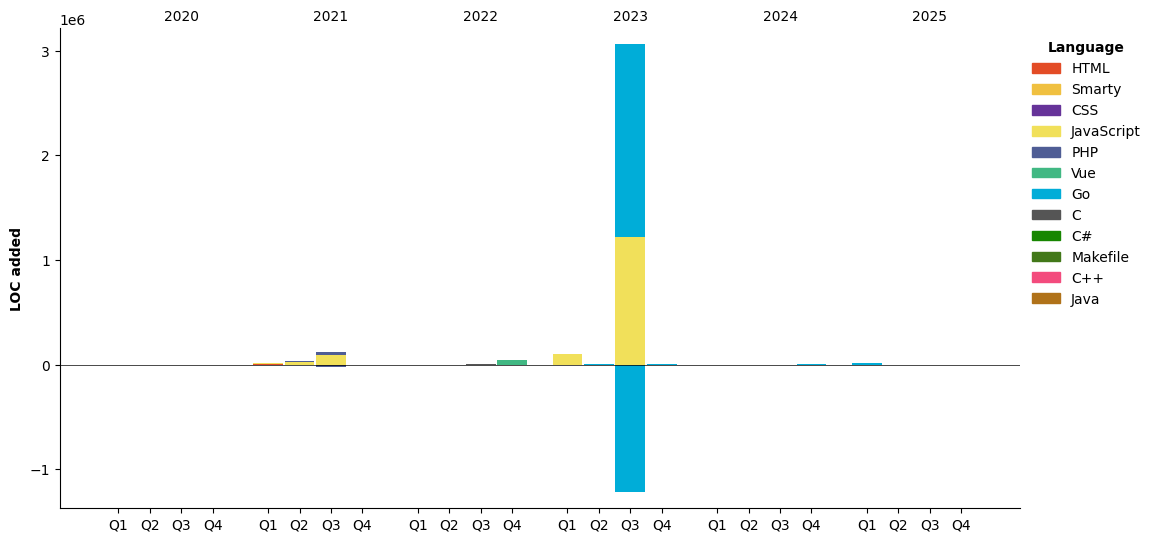 1e6
2020 2021 2022 2023 2024 2025
LOC added
3
2
1
0
−1
Q1 Q2 Q3 Q4 Q1 Q2 Q3 Q4 Q1 Q2 Q3 Q4 Q1 Q2 Q3 Q4 Q1 Q2 Q3 Q4 Q1 Q2 Q3 Q4
Language
HTML
Smarty
CSS
JavaScript
PHP
Vue
Go
C
C#
Makefile
C++
Java